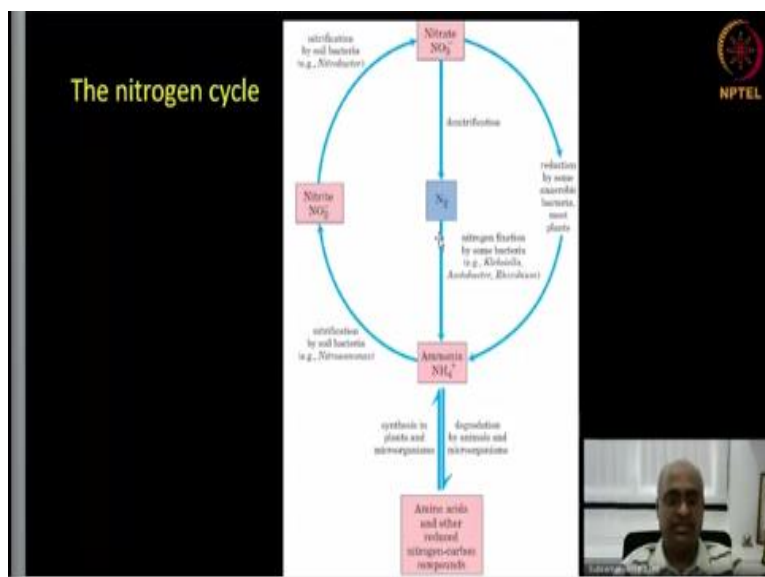 The nitrogen cycle
NPTEL
nitrification
by soil bacteria
(e.g., Nitrobacter)
Nitrate
NO3⁻
denitrification
reduction
by some
anaerobic
bacteria,
most
plants
Nitrite
NO2⁻
N2
nitrogen fixation
by some bacteria
(e.g., Klebsiella,
Azotobacter, Rhizobium)
nitrification
by soil bacteria
(e.g., Nitrosomonas)
Ammonia
NH4⁺
synthesis in
plants and
microorganisms
degradation
by animals and
microorganisms
Amino acids
and other
reduced
nitrogen-carbon
compounds